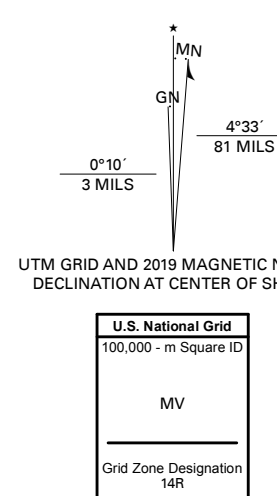 ★
MN
GN
4°33´
81 MILS
0°10´
3 MILS
UTM GRID AND 2019 MAGNETIC
DECLINATION AT CENTER OF
U.S. National Grid
100,000 - m Square ID
MV
Grid Zone Designation
14R